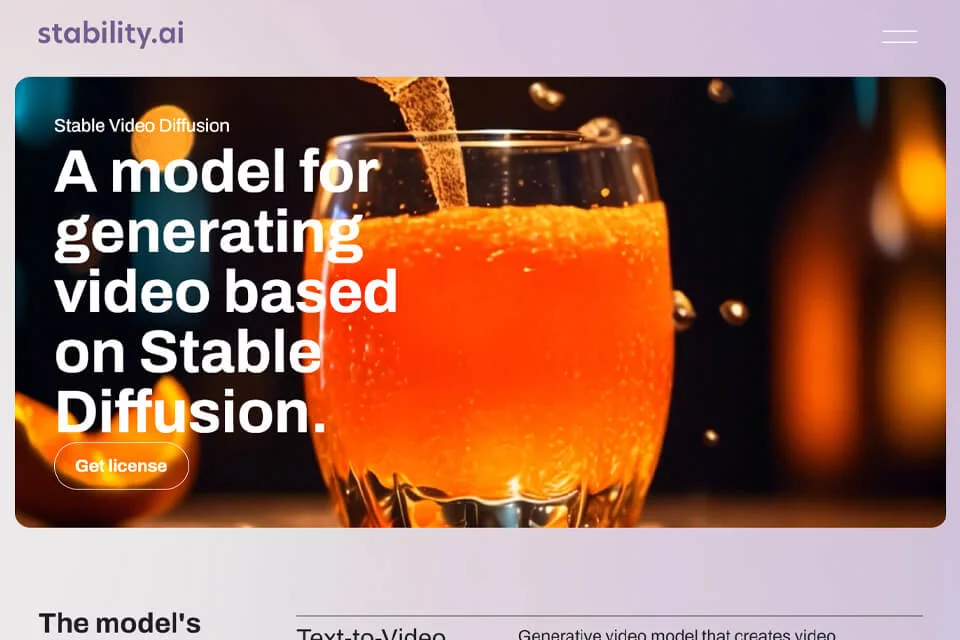 stability.ai
Stable Video Diffusion
A model for
generating
video based
on Stable
Diffusion.
Get license
The model's
Text-to-Video
Generative video model that creates video